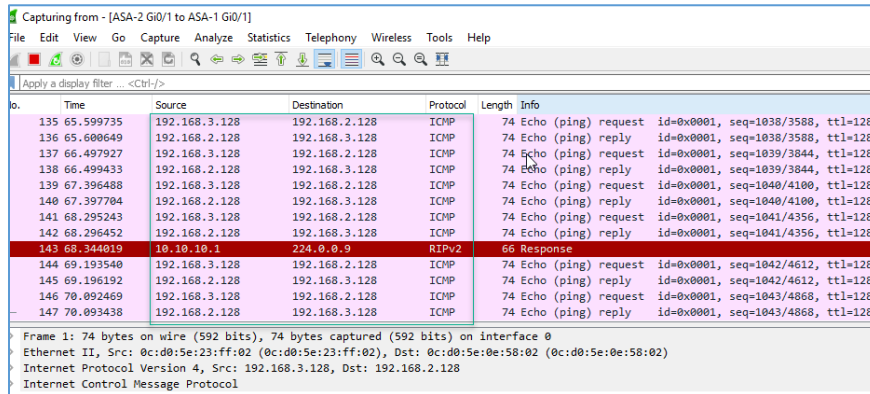 Capturing from - [ASA-2 Gi0/1 to ASA-1 Gi0/1]
File Edit View Go Capture Analyze Statistics Telephony Wireless Tools Help
Apply a display filter ... <Ctrl-/>
No. Time Source Destination Protocol Length Info
135 65.599735 192.168.3.128 192.168.2.128 ICMP 74 Echo (ping) request id=0x0001, seq=1038/3588, ttl=128
136 65.600649 192.168.2.128 192.168.3.128 ICMP 74 Echo (ping) reply id=0x0001, seq=1038/3588, ttl=128
137 66.497927 192.168.3.128 192.168.2.128 ICMP 74 Echo (ping) request id=0x0001, seq=1039/3844, ttl=128
138 66.499433 192.168.2.128 192.168.3.128 ICMP 74 Echo (ping) reply id=0x0001, seq=1039/3844, ttl=128
139 67.396488 192.168.3.128 192.168.2.128 ICMP 74 Echo (ping) request id=0x0001, seq=1040/4100, ttl=128
140 67.397704 192.168.2.128 192.168.3.128 ICMP 74 Echo (ping) reply id=0x0001, seq=1040/4100, ttl=128
141 68.295243 192.168.3.128 192.168.2.128 ICMP 74 Echo (ping) request id=0x0001, seq=1041/4356, ttl=128
142 68.296452 192.168.2.128 192.168.3.128 ICMP 74 Echo (ping) reply id=0x0001, seq=1041/4356, ttl=128
143 68.344019 10.10.10.1 224.0.0.9 RIPv2 66 Response
144 69.193540 192.168.3.128 192.168.2.128 ICMP 74 Echo (ping) request id=0x0001, seq=1042/4612, ttl=128
145 69.196192 192.168.2.128 192.168.3.128 ICMP 74 Echo (ping) reply id=0x0001, seq=1042/4612, ttl=128
146 70.092469 192.168.3.128 192.168.2.128 ICMP 74 Echo (ping) request id=0x0001, seq=1043/4868, ttl=128
147 70.093438 192.168.2.128 192.168.3.128 ICMP 74 Echo (ping) reply id=0x0001, seq=1043/4868, ttl=128
Frame 1: 74 bytes on wire (592 bits), 74 bytes captured (592 bits) on interface 0
Ethernet II, Src: 0c:d0:5e:23:ff:02 (0c:d0:5e:23:ff:02), Dst: 0c:d0:5e:0e:58:02 (0c:d0:5e:0e:58:02)
Internet Protocol Version 4, Src: 192.168.3.128, Dst: 192.168.2.128
Internet Control Message Protocol